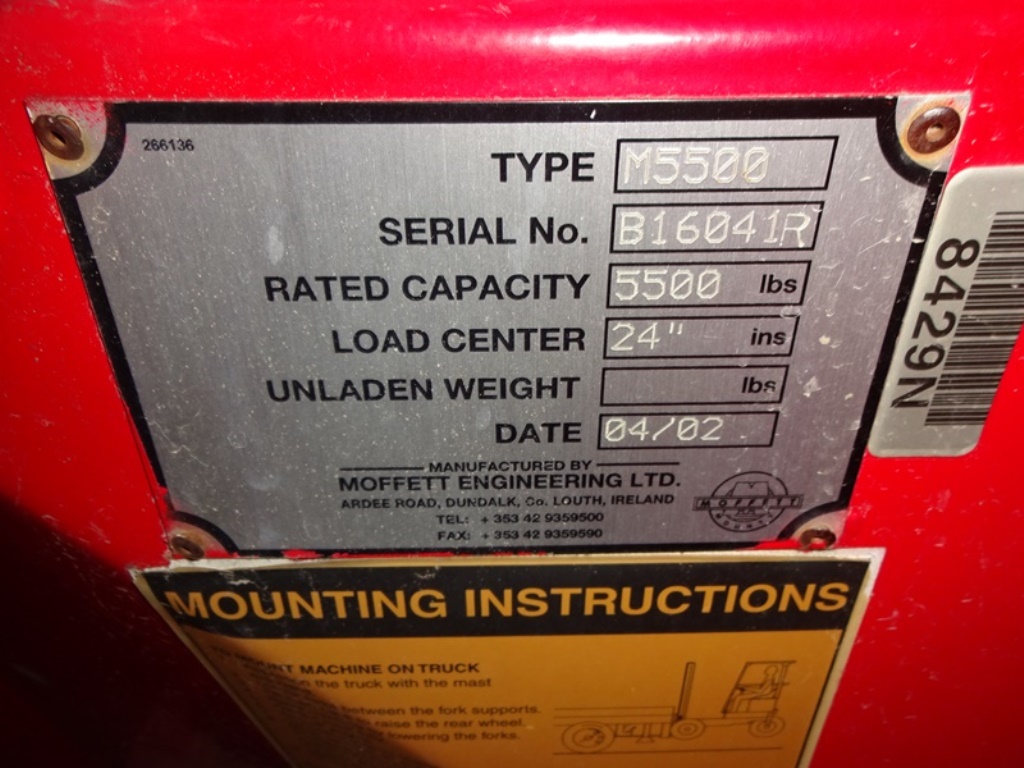 266136
TYPE M5500
SERIAL No. B16041R
RATED CAPACITY 5500 lbs
LOAD CENTER 24" ins
UNLADEN WEIGHT lbs
DATE 04/02
MANUFACTURED BY
MOFFETT ENGINEERING LTD.
ARDEE ROAD, DUNDALK, Co. LOUTH, IRELAND
TEL: +353 42 9359500
FAX: +353 42 9359590
MOFFETT
8429N
MOUNTING INSTRUCTIONS
MACHINE ON TRUCK
the truck with the mast
between the fork supports.
raise the rear wheel.
lowering the forks.